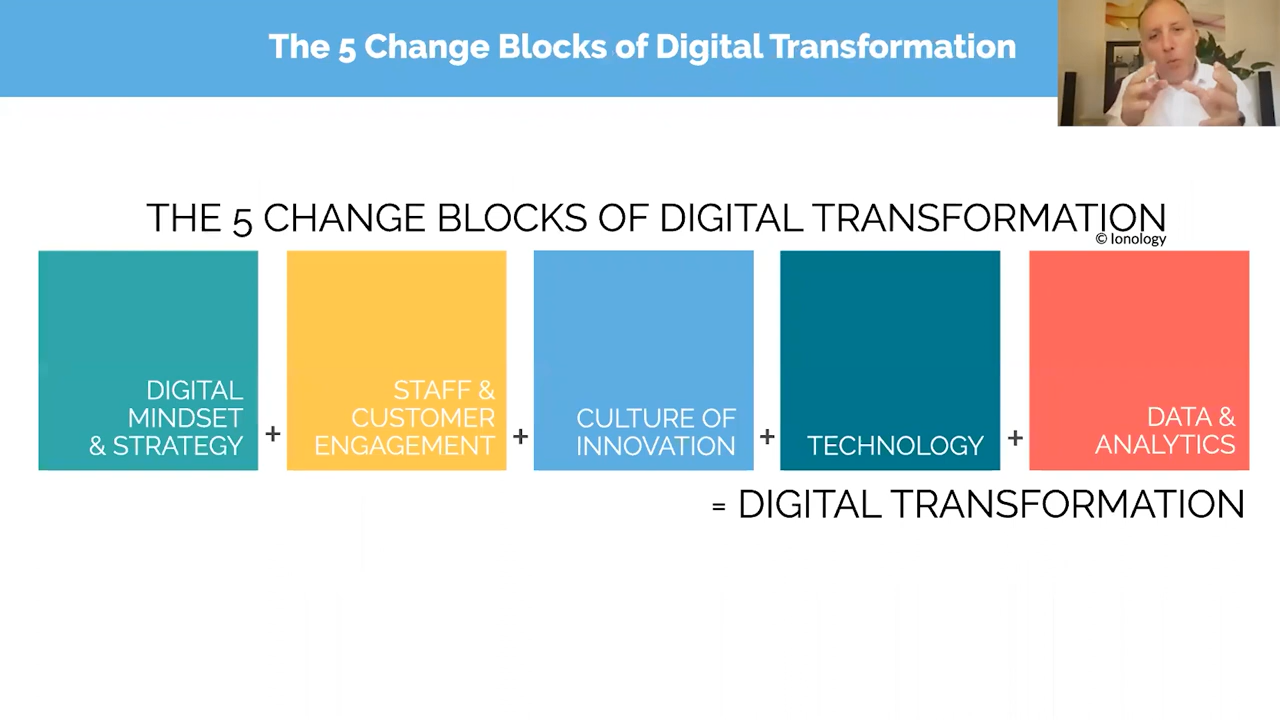 The 5 Change Blocks of Digital Transformation
THE 5 CHANGE BLOCKS OF DIGITAL TRANSFORMATION
© Ionology
DIGITAL
MINDSET
& STRATEGY
+
STAFF &
CUSTOMER
ENGAGEMENT
+
CULTURE OF
INNOVATION
+
TECHNOLOGY
+
DATA &
ANALYTICS
= DIGITAL TRANSFORMATION